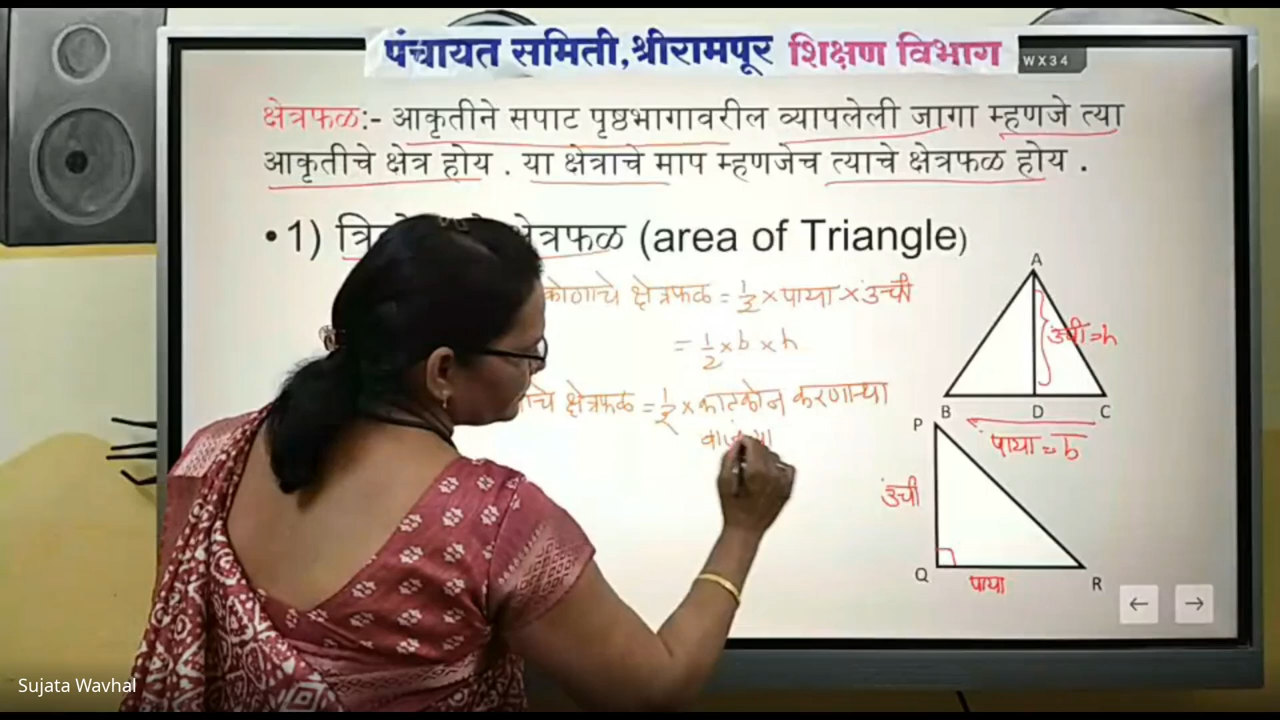 पंचायत समिती,श्रीरामपूर शिक्षण विभाग
WX34
क्षेत्रफळ:- आकृतीने सपाट पृष्ठभागावरील व्यापलेली जागा म्हणजे त्या
आकृतीचे क्षेत्र होय . या क्षेत्राचे माप म्हणजेच त्याचे क्षेत्रफळ होय .
• 1) क्षेत्रफळ (area of Triangle)
क्षेत्रफळ = 1/2 × पाया × उंची
= 1/2 × b × h
क्षेत्रफळ = 1/2 × काटकोन करणाऱ्या
A
उंची = h
B D C
पाया = b
P
उंची
Q R
पाया
← →
Sujata Wavhal